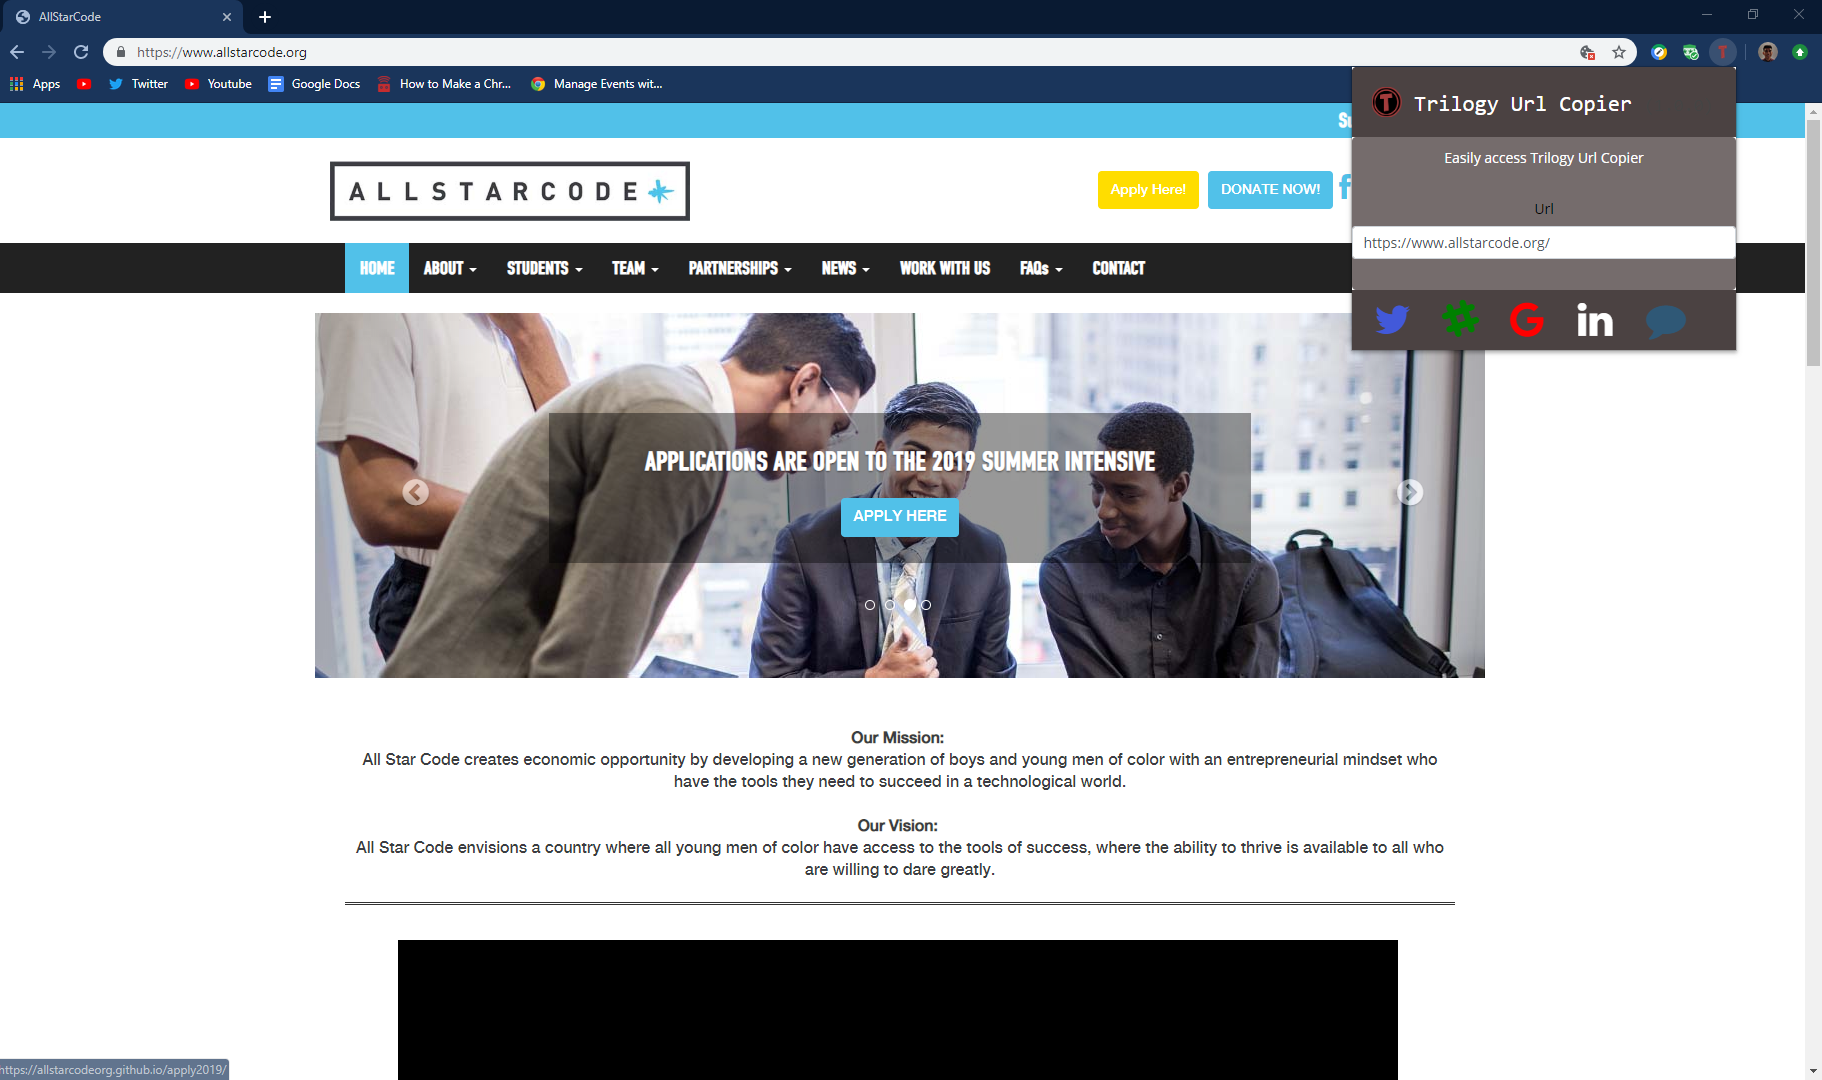 AllStarCode
https://www.allstarcode.org
Apps
Twitter
Youtube
Google Docs
How to Make a Chr...
Manage Events wit...
Trilogy Url Copier
Easily access Trilogy Url Copier
Url
https://www.allstarcode.org/
ALLSTARCODE
Apply Here!
DONATE NOW!
HOME
ABOUT
STUDENTS
TEAM
PARTNERSHIPS
NEWS
WORK WITH US
FAQs
CONTACT
APPLICATIONS ARE OPEN TO THE 2019 SUMMER INTENSIVE
APPLY HERE
Our Mission:
All Star Code creates economic opportunity by developing a new generation of boys and young men of color with an entrepreneurial mindset who
have the tools they need to succeed in a technological world.
Our Vision:
All Star Code envisions a country where all young men of color have access to the tools of success, where the ability to thrive is available to all who
are willing to dare greatly.
https://allstarcodeorg.github.io/apply2019/